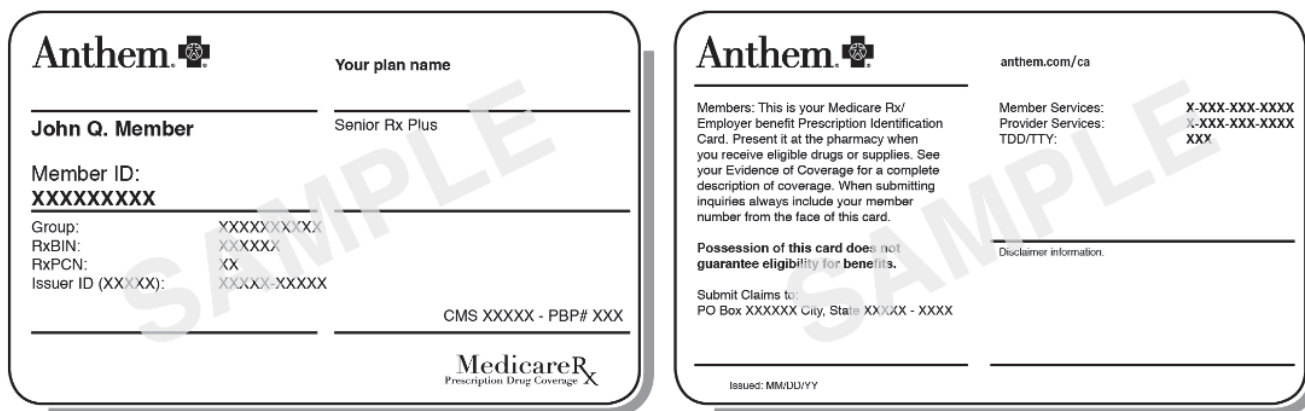 Anthem
Your plan name
John Q. Member
Senior Rx Plus
Member ID:
XXXXXXXXX
Group: XXXXXXXXXX
RxBIN: XXXXXX
RxPCN: XX
Issuer ID (XXXXX): XXXXX-XXXXX
CMS XXXXX - PBP# XXX
MedicareRx
Prescription Drug Coverage
SAMPLE
Anthem
anthem.com/ca
Members: This is your Medicare Rx/
Employer benefit Prescription Identification
Card. Present it at the pharmacy when
you receive eligible drugs or supplies. See
your Evidence of Coverage for a complete
description of coverage. When submitting
inquiries always include your member
number from the face of this card.
Possession of this card does not
guarantee eligibility for benefits.
Submit Claims to:
PO Box XXXXXX City, State XXXXX - XXXX
Member Services: X-XXX-XXX-XXXX
Provider Services: X-XXX-XXX-XXXX
TDD/TTY: XXX
Disclaimer information.
Issued: MM/DD/YY
SAMPLE